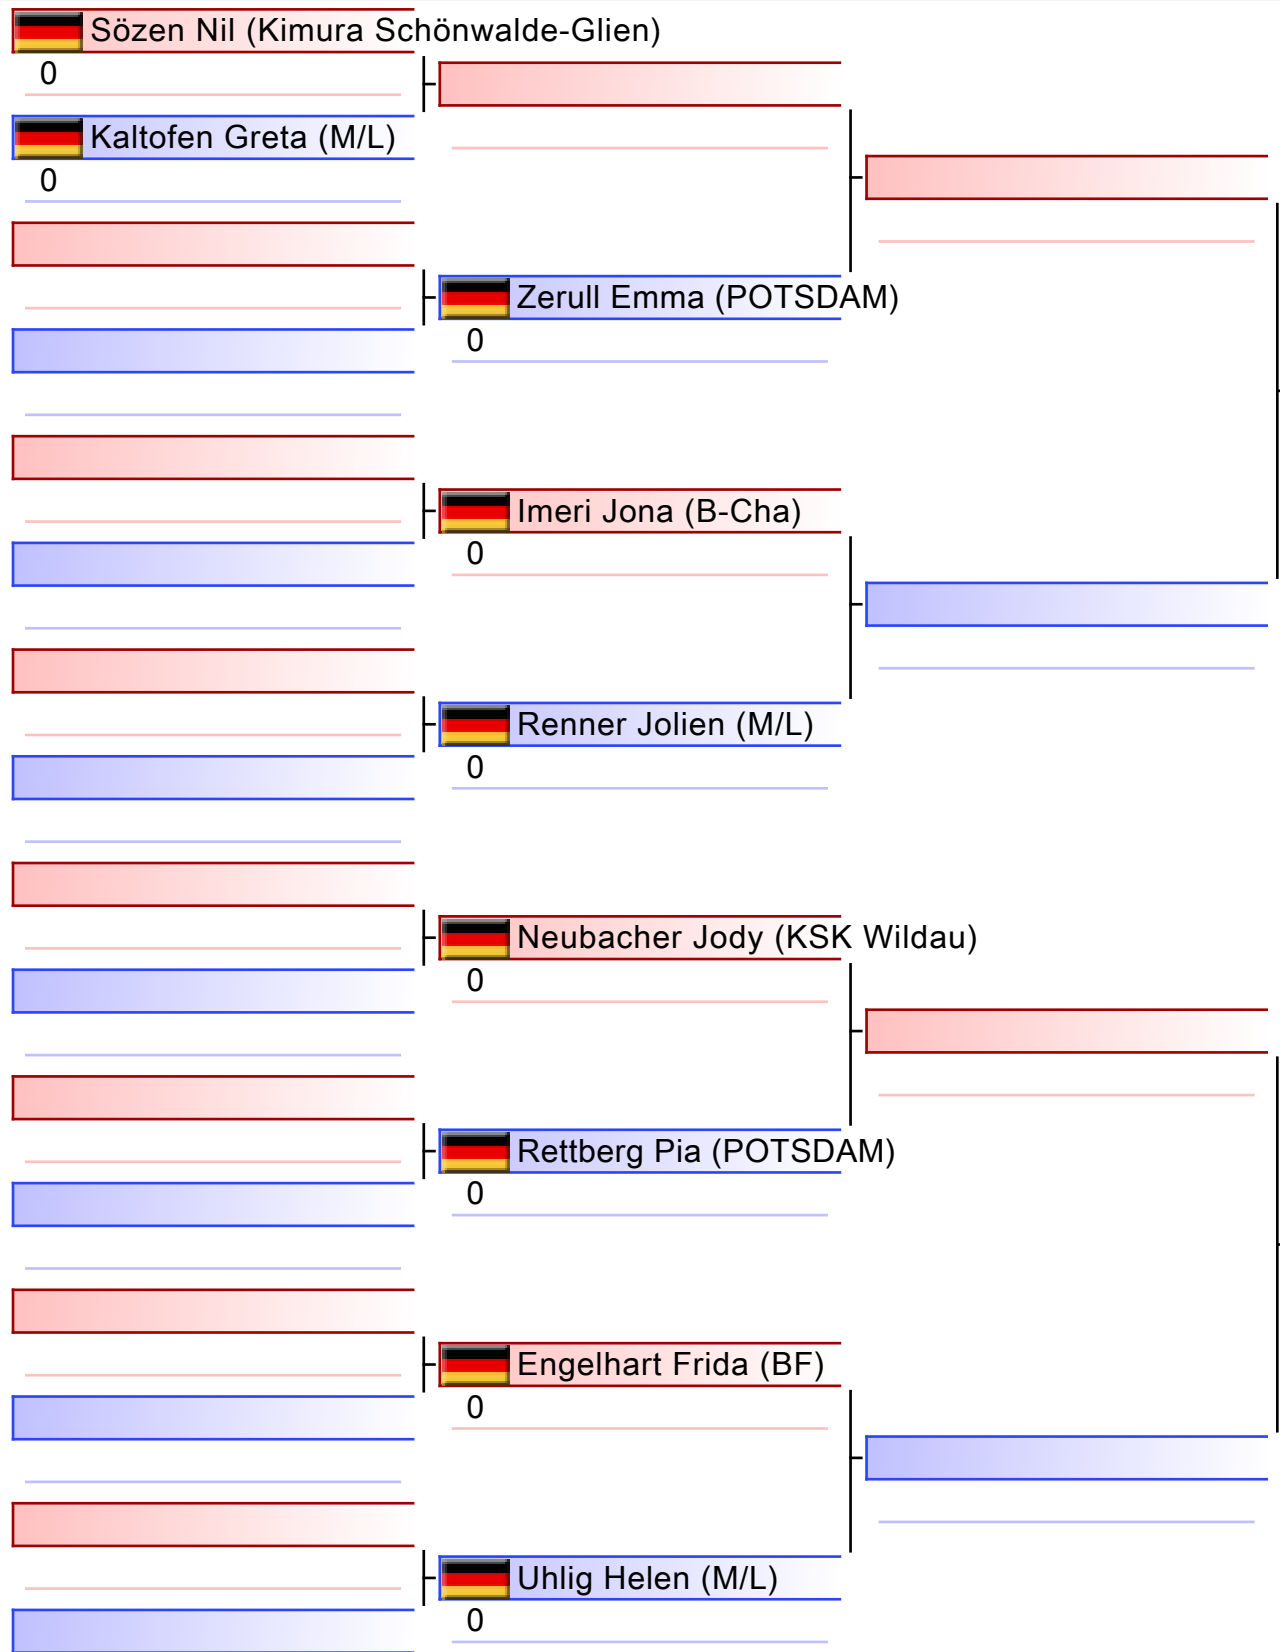 Sözen Nil (Kimura Schönwalde-Glien)
0
Kaltofen Greta (M/L)
0
Zerull Emma (POTSDAM)
0
Imeri Jona (B-Cha)
0
Renner Jolien (M/L)
0
Neubacher Jody (KSK Wildau)
0
Rettberg Pia (POTSDAM)
0
Engelhart Frida (BF)
0
Uhlig Helen (M/L)
0